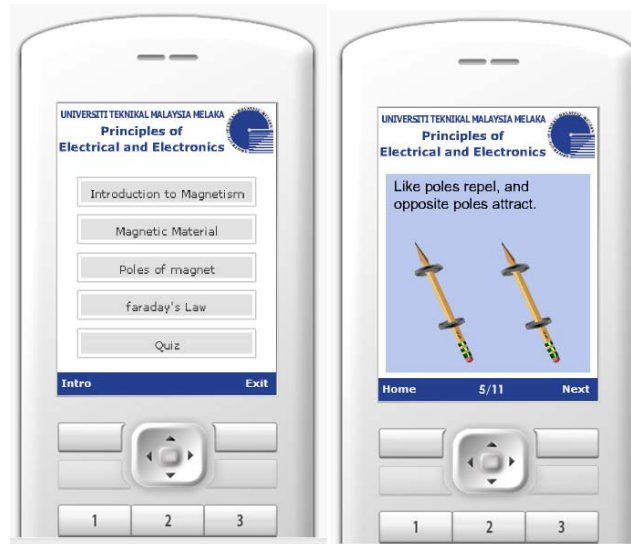 UNIVERSITI TEKNIKAL MALAYSIA MELAKA
Principles of
Electrical and Electronics
Introduction to Magnetism
Magnetic Material
Poles of magnet
faraday's Law
Quiz
Intro Exit
1 2 3
UNIVERSITI TEKNIKAL MALAYSIA MELAKA
Principles of
Electrical and Electronics
Like poles repel, and
opposite poles attract.
Home 5/11 Next
1 2 3